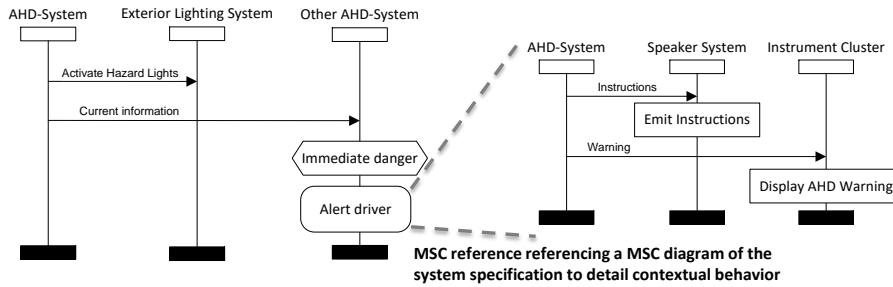 AHD-System
Exterior Lighting System
Other AHD-System
Activate Hazard Lights
Current information
Immediate danger
Alert driver
AHD-System
Speaker System
Instrument Cluster
Instructions
Emit Instructions
Warning
Display AHD Warning
MSC reference referencing a MSC diagram of the
system specification to detail contextual behavior